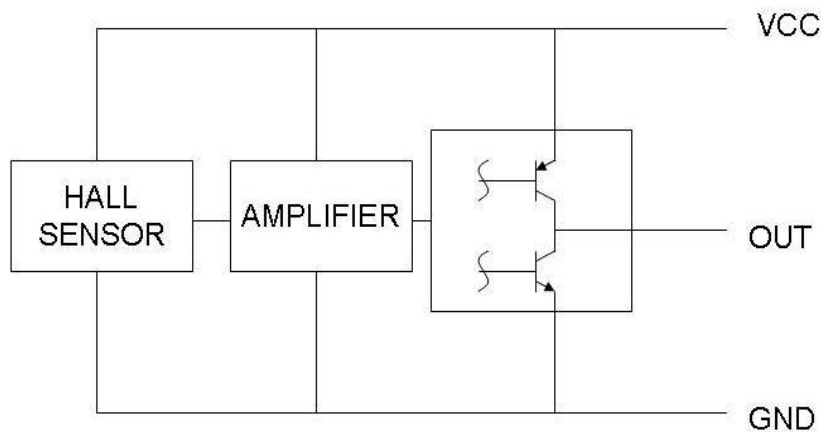 VCC
HALL
SENSOR
AMPLIFIER
OUT
GND